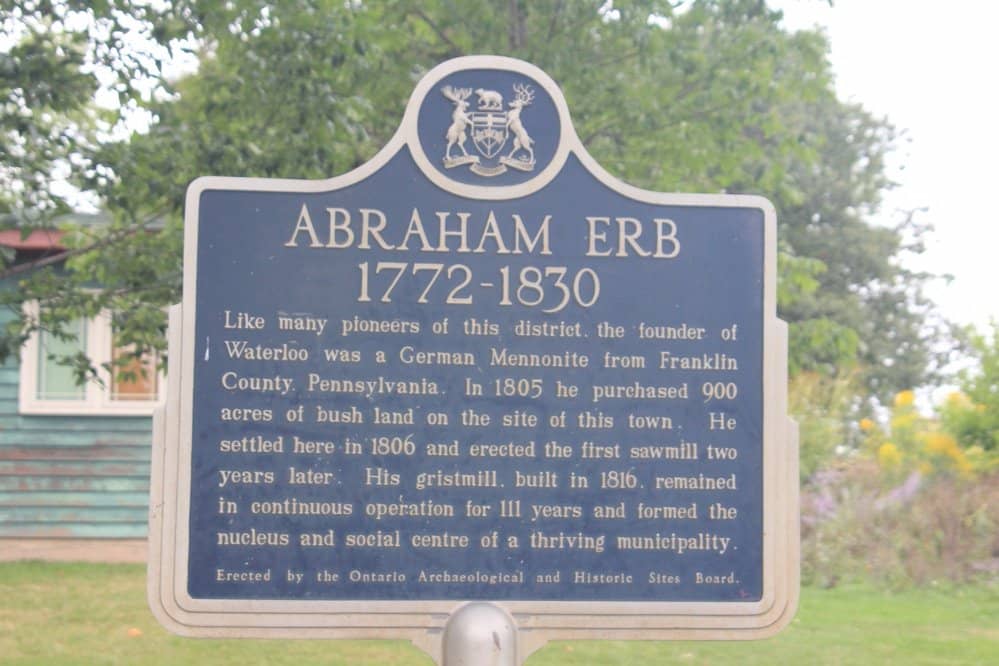 ABRAHAM ERB
1772-1830
Like many pioneers of this district, the founder of
Waterloo was a German Mennonite from Franklin
County, Pennsylvania. In 1805 he purchased 900
acres of bush land on the site of this town. He
settled here in 1806 and erected the first sawmill two
years later. His gristmill, built in 1816, remained
in continuous operation for 111 years and formed the
nucleus and social centre of a thriving municipality.
Erected by the Ontario Archaeological and Historic Sites Board.